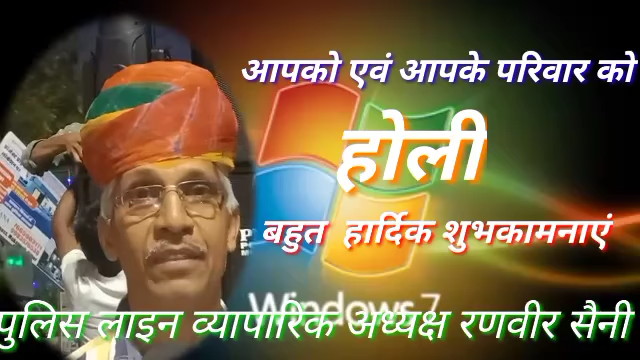 आपको एवं आपके परिवार को
होली
बहुत हार्दिक शुभकामनाएं
Windows 7
पुलिस लाइन व्यापारिक अध्यक्ष रणवीर सैनी